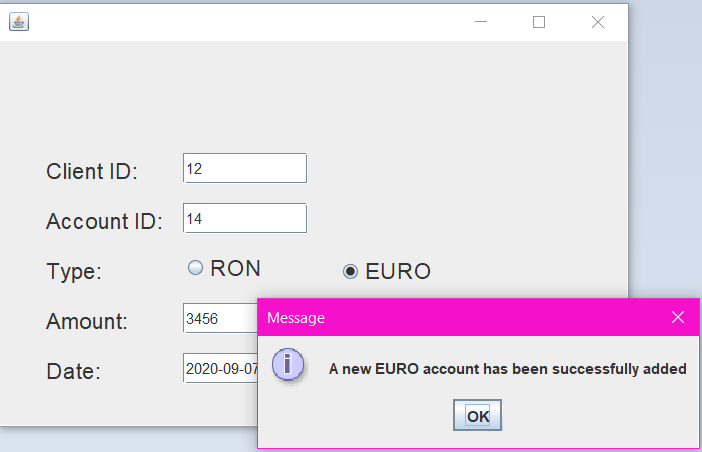 Client ID: 12
Account ID: 14
Type: RON EURO
Amount: 3456
Date: 2020-09-07
Message
A new EURO account has been successfully added
OK